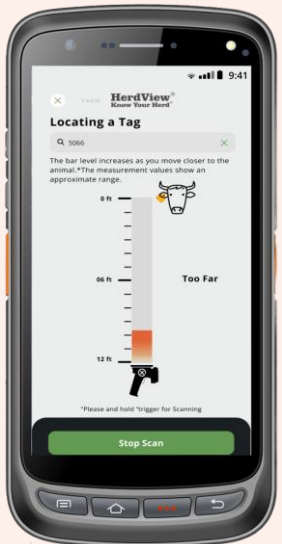 9:41
HerdView®
Know Your Herd
Locating a Tag
5066
The bar level increases as you move closer to the
animal.*The measurement values show an
approximate range.
0 ft
06 ft
Too Far
12 ft
"Please and hold "trigger for Scanning
Stop Scan